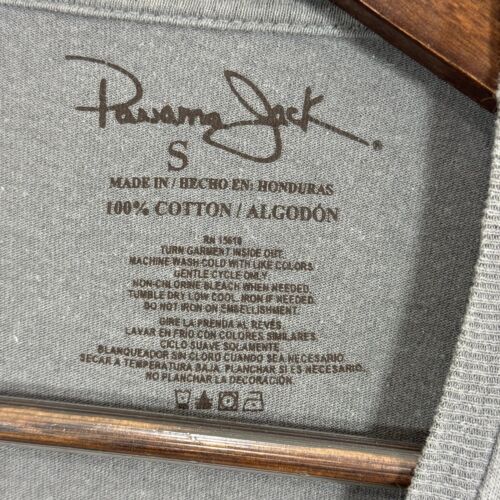 Panama Jack.
S
MADE IN / HECHO EN: HONDURAS
100% COTTON / ALGODÓN
RN 15610
TURN GARMENT INSIDE OUT.
MACHINE WASH COLD WITH LIKE COLORS.
GENTLE CYCLE ONLY.
NON-CHLORINE BLEACH WHEN NEEDED.
TUMBLE DRY LOW COOL. IRON IF NEEDED.
DO NOT IRON ON EMBELLISHMENT.
GIRE LA PRENDA AL REVÉS.
LAVAR EN FRIO CON COLORES SIMILARES.
CICLO SUAVE SOLAMENTE.
BLANQUEADOR SIN CLORO CUANDO SEA NECESARIO.
SECAR A TEMPERATURA BAJA. PLANCHAR SI ES NECESARIO.
NO PLANCHAR LA DECORACIÓN.